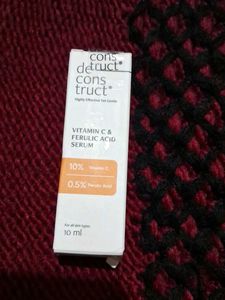 cons
truct*
de
cons
truct*
Highly Effective Yet Gentle
VITAMIN C &
FERULIC ACID
SERUM
10% Vitamin C
0.5% Ferulic Acid
For all skin types
10 ml